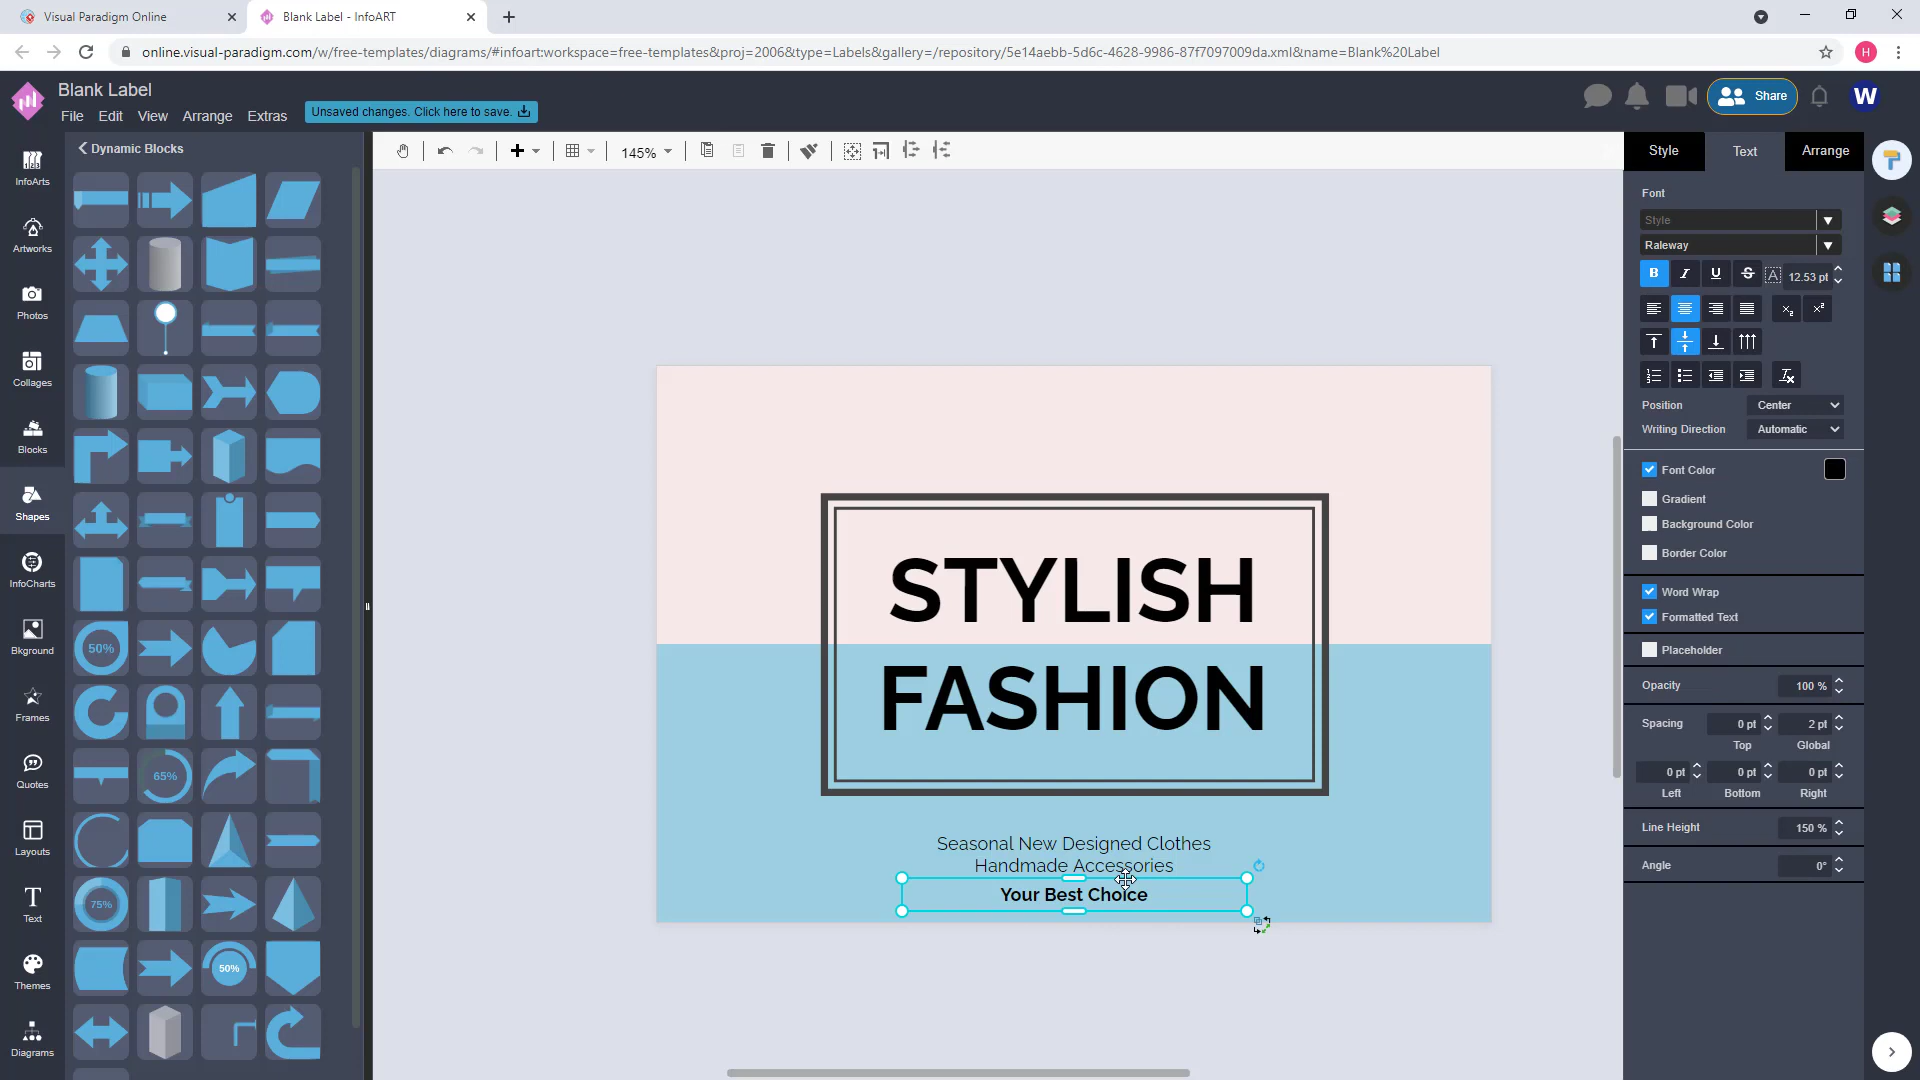 Visual Paradigm Online
Blank Label - InfoART
online.visual-paradigm.com/w/free-templates/diagrams/#infoart:workspace=free-templates&proj=2006&type=Labels&gallery=/repository/5e14aebb-5d6c-4628-9986-87f7097009da.xml&name=Blank%20Label
H
Blank Label
File Edit View Arrange Extras
Unsaved changes. Click here to save.
Share
W
InfoArts
Artworks
Photos
Collages
Blocks
Shapes
InfoCharts
Bkground
Frames
Quotes
Layouts
Text
Themes
Diagrams
Dynamic Blocks
50%
65%
75%
50%
145%
STYLISH
FASHION
Seasonal New Designed Clothes
Handmade Accessories
Your Best Choice
Style Text Arrange
Font
Style
Raleway
B I U S A 12.53 pt
Position Center
Writing Direction Automatic
Font Color
Gradient
Background Color
Border Color
Word Wrap
Formatted Text
Placeholder
Opacity 100 %
Spacing 0 pt 2 pt
Top Global
0 pt 0 pt 0 pt
Left Bottom Right
Line Height 150 %
Angle 0°